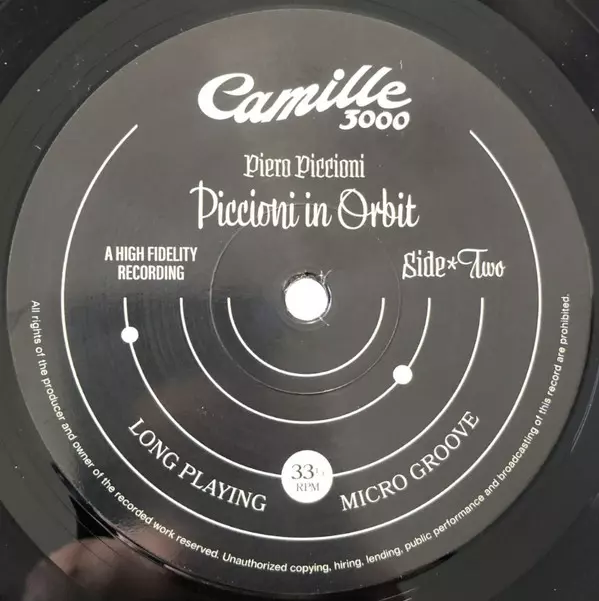 Camille
3000
Piero Piccioni
Piccioni in Orbit
A HIGH FIDELITY
RECORDING
Side*Two
LONG PLAYING
33⅓
RPM
MICRO GROOVE
All rights of the producer and owner of the recorded work reserved. Unauthorized copying, hiring, lending, public performance and broadcasting of this record are prohibited.